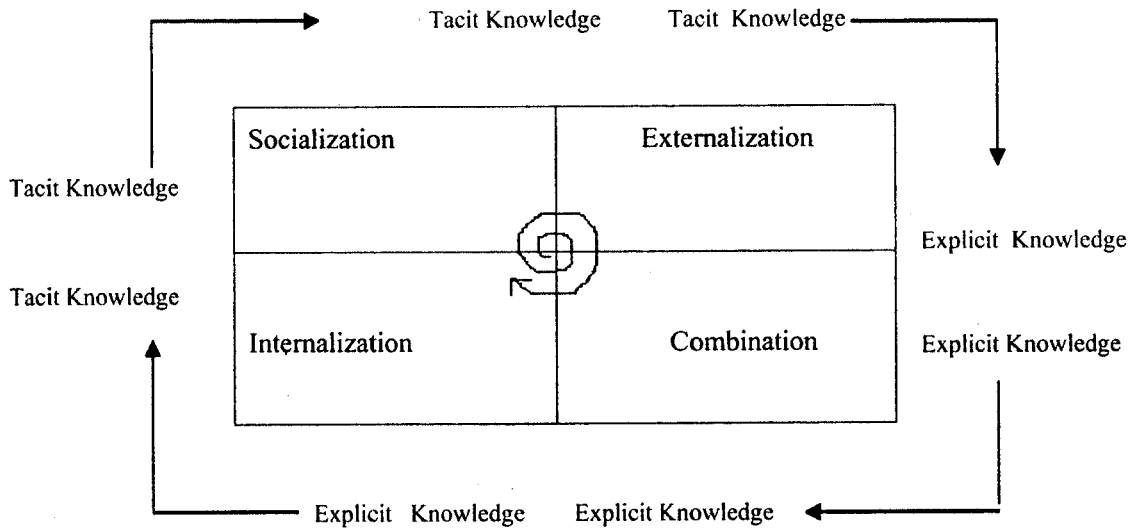 Tacit Knowledge Tacit Knowledge
Socialization Externalization
Tacit Knowledge
Explicit Knowledge
Tacit Knowledge
Internalization Combination Explicit Knowledge
Explicit Knowledge Explicit Knowledge